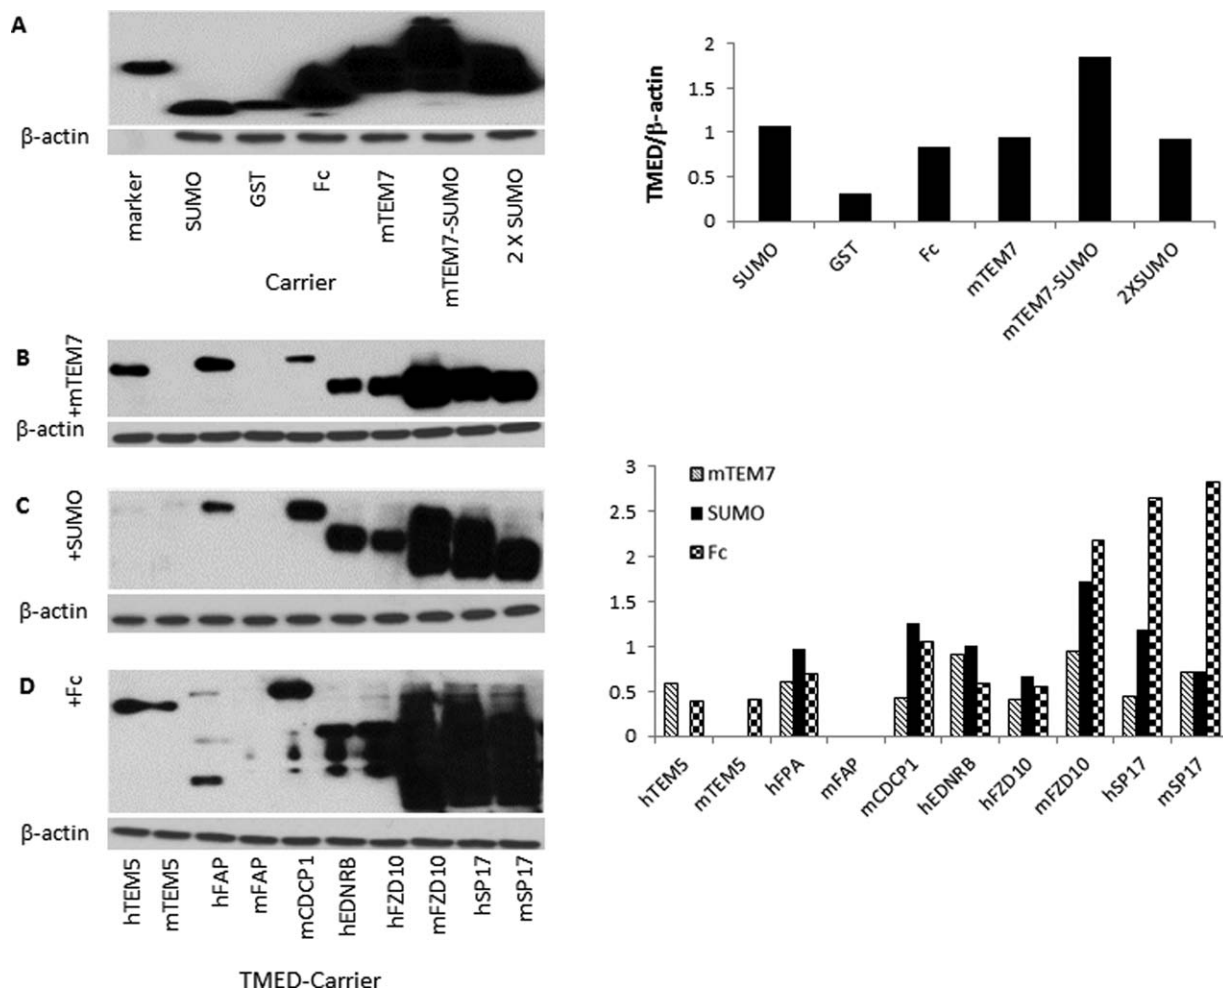 A
β-actin
marker
SUMO
GST
Fc
mTEM7
mTEM7-SUMO
2 X SUMO
Carrier
TMED/β-actin
2
1.5
1
0.5
0
SUMO
GST
Fc
mTEM7
mTEM7-SUMO
2XSUMO
B
+mTEM7
β-actin
C
+SUMO
β-actin
D
+Fc
β-actin
hTEM5
mTEM5
hFAP
mFAP
mCDCP1
hEDNRB
hFZD10
mFZD10
hSP17
mSP17
TMED-Carrier
3
2.5
2
1.5
1
0.5
0
mTEM7
SUMO
Fc
hTEM5
mTEM5
hFPA
mFAP
mCDCP1
hEDNRB
hFZD10
mFZD10
hSP17
mSP17